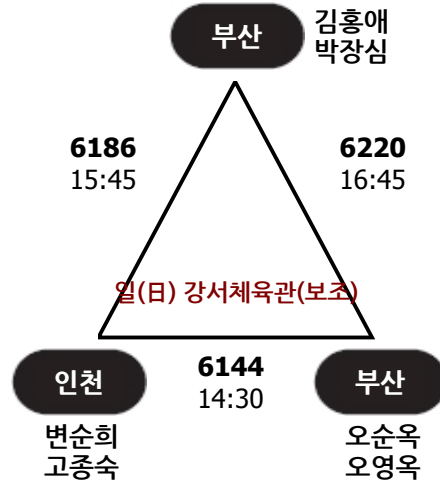 부산
김홍애
박장심
6186
15:45
6220
16:45
일(日) 강서체육관(보조)
인천
6144
14:30
부산
변순희
고종숙
오순옥
오영옥